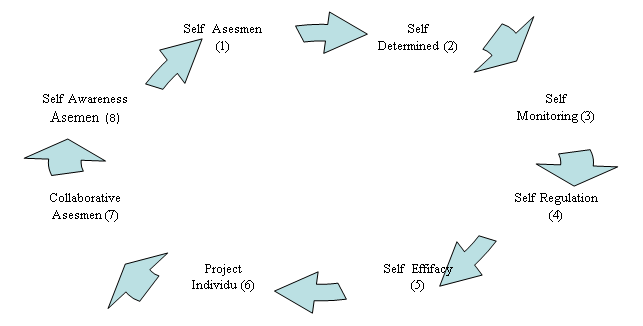 Self Asesmen
(1)
Self
Determined (2)
Self
Monitoring (3)
Self Regulation
(4)
Self Effifacy
(5)
Project
Individu (6)
Collaborative
Asesmen (7)
Self Awareness
Asemen (8)